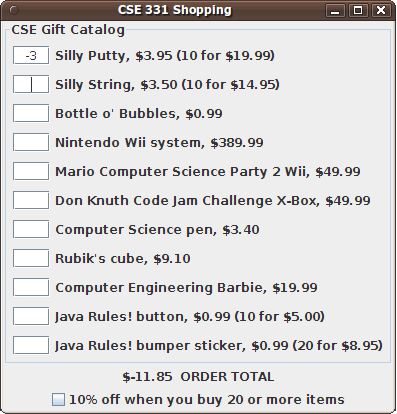 CSE 331 Shopping
CSE Gift Catalog
-3 Silly Putty, $3.95 (10 for $19.99)
Silly String, $3.50 (10 for $14.95)
Bottle o' Bubbles, $0.99
Nintendo Wii system, $389.99
Mario Computer Science Party 2 Wii, $49.99
Don Knuth Code Jam Challenge X-Box, $49.99
Computer Science pen, $3.40
Rubik's cube, $9.10
Computer Engineering Barbie, $19.99
Java Rules! button, $0.99 (10 for $5.00)
Java Rules! bumper sticker, $0.99 (20 for $8.95)
$-11.85 ORDER TOTAL
10% off when you buy 20 or more items